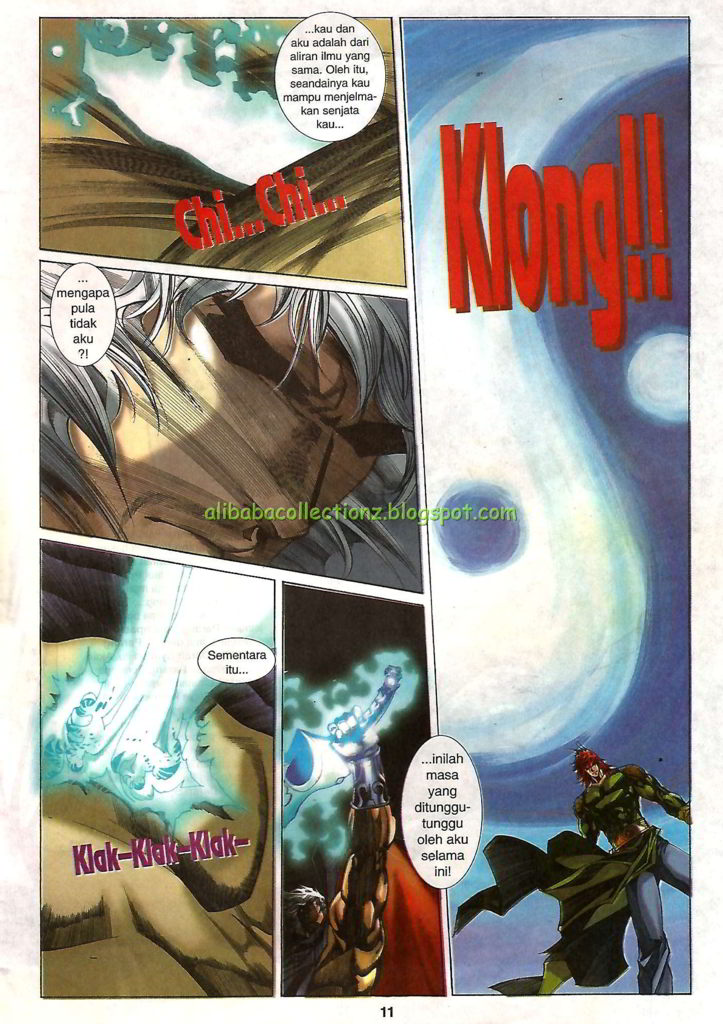 ...kau dan
aku adalah dari
aliran ilmu yang
sama. Oleh itu,
seandainya kau
mampu menjelma-
kan senjata
kau...
Chi...Chi...
...
mengapa
pula
tidak
aku
?!
alibabacollectionz.blogspot.com
Klak-Klak-Klak-
Sementara
itu...
...inilah
masa
yang
ditunggu-
tunggu
oleh aku
selama
ini!
Klong!!
11